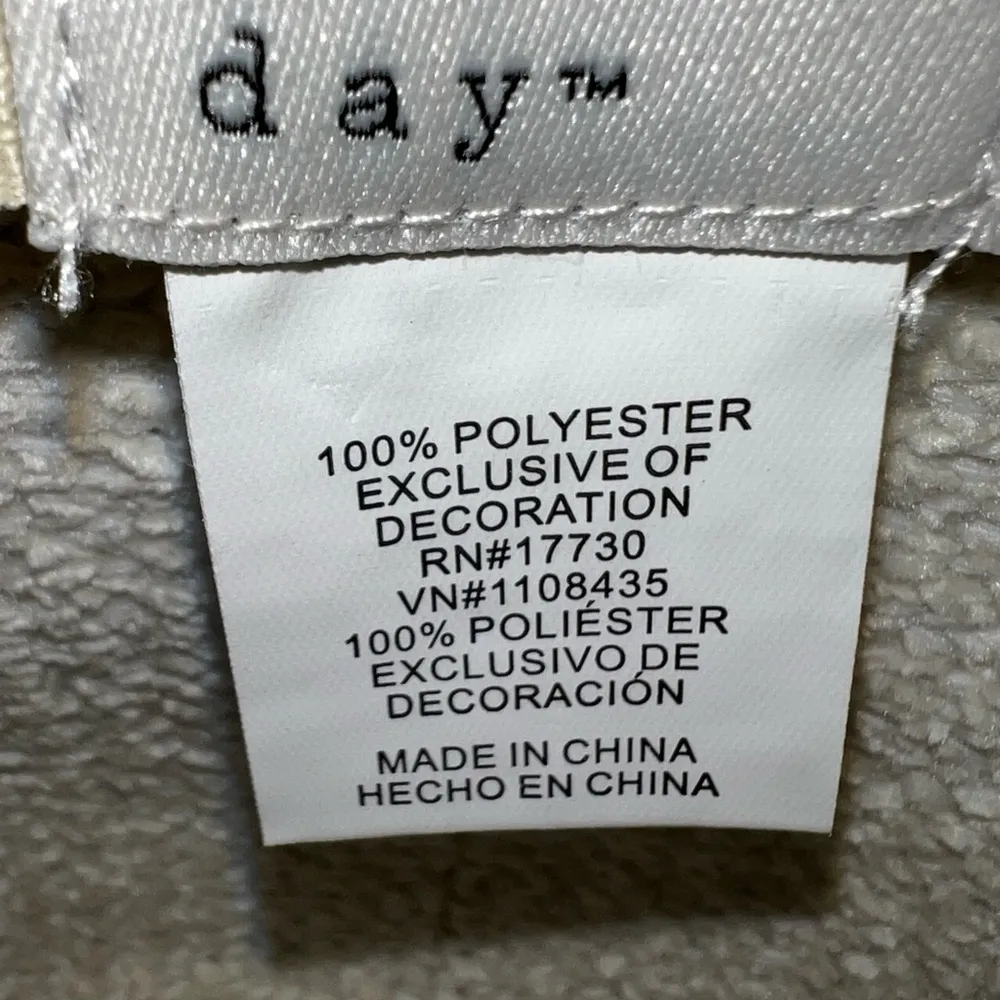 day™
100% POLYESTER
EXCLUSIVE OF
DECORATION
RN#17730
VN#1108435
100% POLIÉSTER
EXCLUSIVO DE
DECORACIÓN
MADE IN CHINA
HECHO EN CHINA